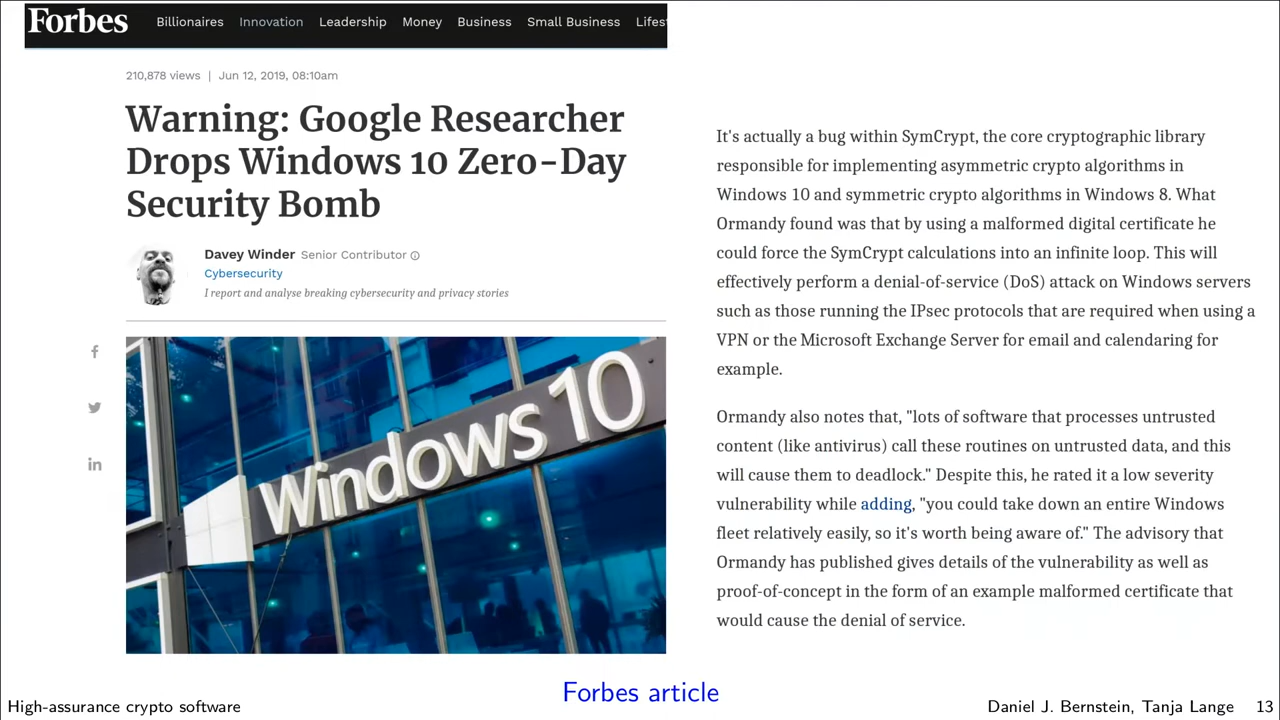 Forbes Billionaires Innovation Leadership Money Business Small Business Lifes
210,878 views | Jun 12, 2019, 08:10am
Warning: Google Researcher
Drops Windows 10 Zero-Day
Security Bomb
Davey Winder Senior Contributor
Cybersecurity
I report and analyse breaking cybersecurity and privacy stories
Windows 10
It's actually a bug within SymCrypt, the core cryptographic library
responsible for implementing asymmetric crypto algorithms in
Windows 10 and symmetric crypto algorithms in Windows 8. What
Ormandy found was that by using a malformed digital certificate he
could force the SymCrypt calculations into an infinite loop. This will
effectively perform a denial-of-service (DoS) attack on Windows servers
such as those running the IPsec protocols that are required when using a
VPN or the Microsoft Exchange Server for email and calendaring for
example.
Ormandy also notes that, "lots of software that processes untrusted
content (like antivirus) call these routines on untrusted data, and this
will cause them to deadlock." Despite this, he rated it a low severity
vulnerability while adding, "you could take down an entire Windows
fleet relatively easily, so it's worth being aware of." The advisory that
Ormandy has published gives details of the vulnerability as well as
proof-of-concept in the form of an example malformed certificate that
would cause the denial of service.
Forbes article
High-assurance crypto software
Daniel J. Bernstein, Tanja Lange 13